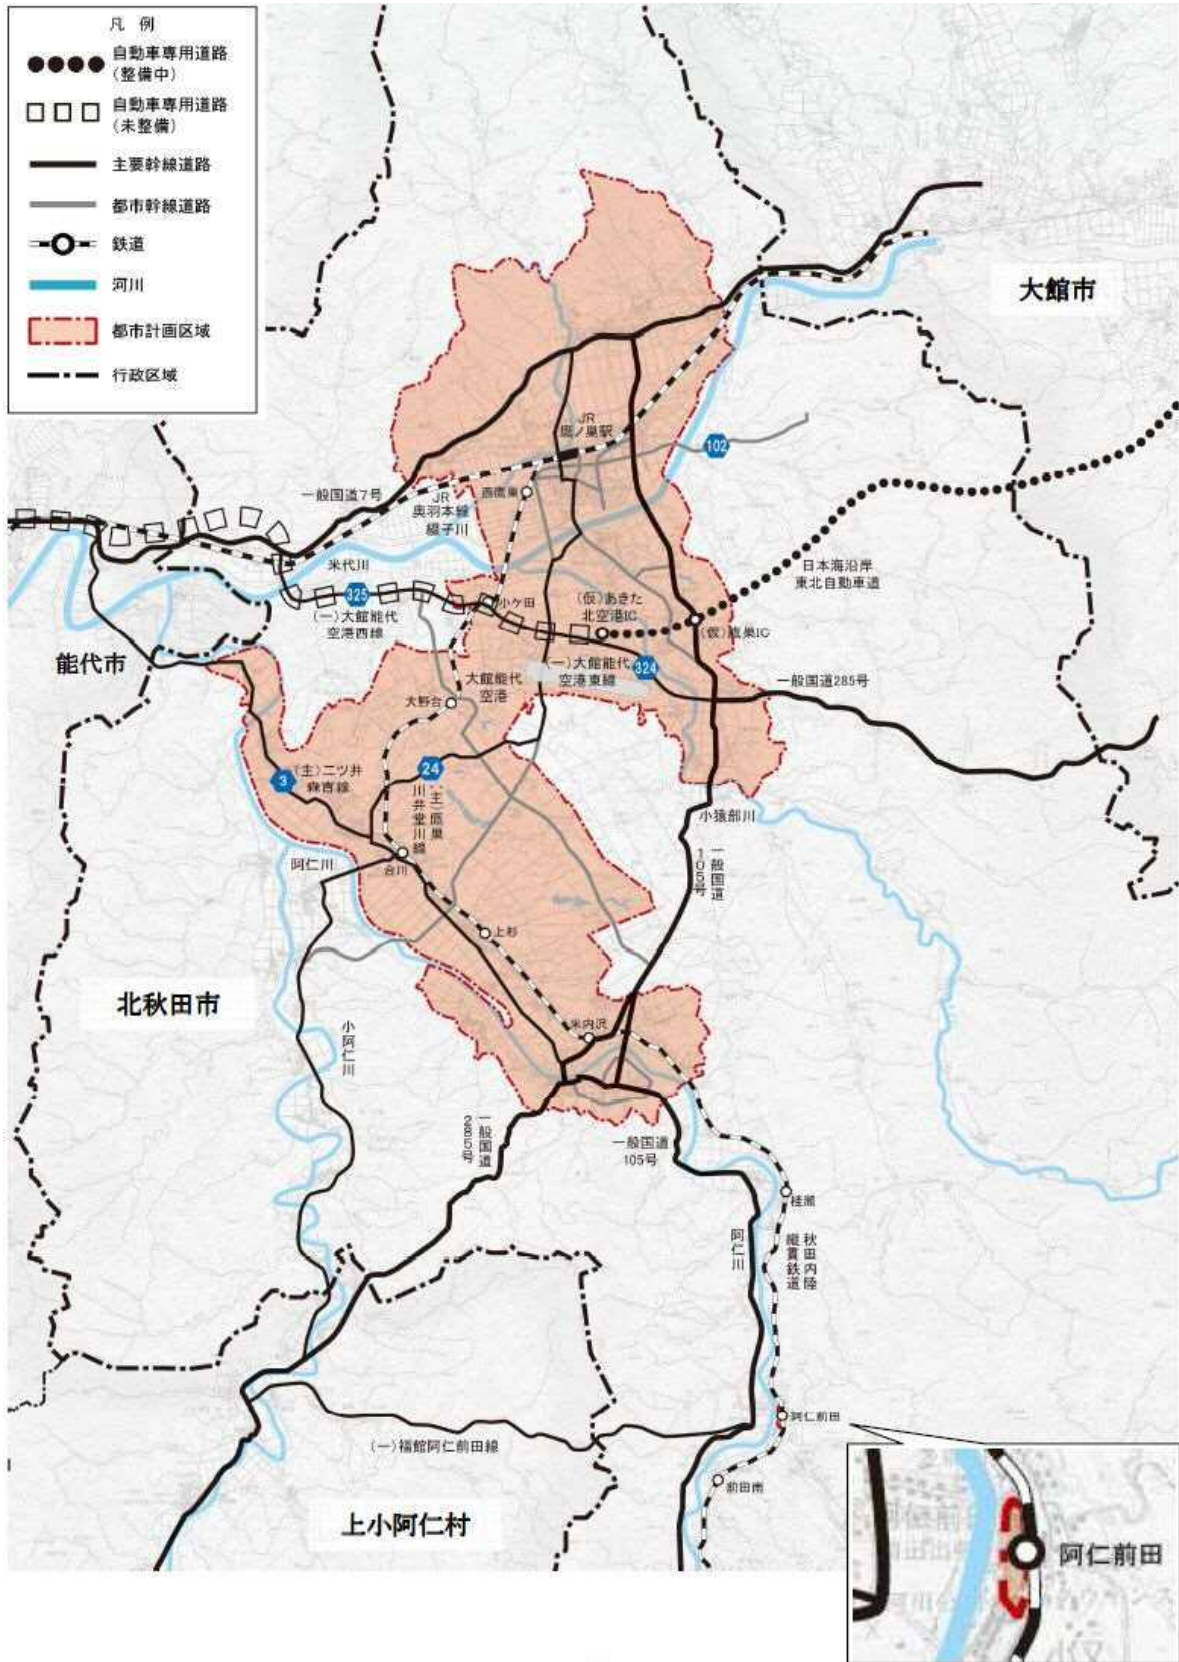 凡 例
自動車専用道路
(整備中)
自動車専用道路
(未整備)
主要幹線道路
都市幹線道路
鉄道
河川
都市計画区域
行政区域
大館市
JR
鷹ノ巣駅
102
一般国道7号
西鷹巣
JR
奥羽本線
綴子川
米代川
日本海沿岸
東北自動車道
325
(一)大館能代
空港西線
小ケ田
(仮)あきた
北空港IC
(仮)鷹巣IC
能代市
324
(一)大館能代
空港東線
一般国道285号
大館能代
空港
大野台
3
(主)二ツ井
森吉線
24
(主)鷹巣
川井堂川線
小猿部川
一般国道
105号
阿仁川
合川
上杉
北秋田市
小阿仁川
米内沢
一般国道
285号
一般国道
105号
桂瀬
阿仁川
秋田内陸
縦貫鉄道
阿仁前田
(一)福館阿仁前田線
前田南
上小阿仁村
阿仁前田